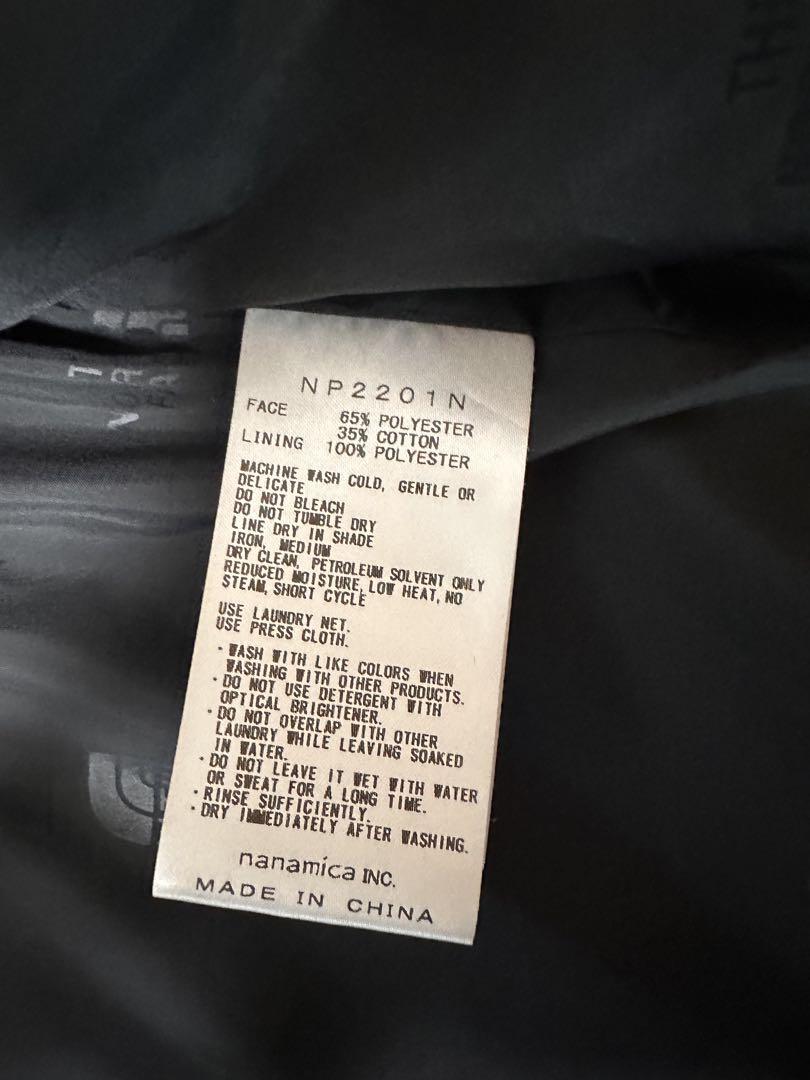 NP2201N
FACE 65% POLYESTER
35% COTTON
LINING 100% POLYESTER
MACHINE WASH COLD, GENTLE OR
DELICATE
DO NOT BLEACH
DO NOT TUMBLE DRY
LINE DRY IN SHADE
IRON, MEDIUM
DRY CLEAN, PETROLEUM SOLVENT ONLY
REDUCED MOISTURE, LOW HEAT, NO
STEAM, SHORT CYCLE
USE LAUNDRY NET.
USE PRESS CLOTH.
・WASH WITH LIKE COLORS WHEN
WASHING WITH OTHER PRODUCTS.
・DO NOT USE DETERGENT WITH
OPTICAL BRIGHTENER.
・DO NOT OVERLAP WITH OTHER
LAUNDRY WHILE LEAVING SOAKED
IN WATER.
・DO NOT LEAVE IT WET WITH WATER
OR SWEAT FOR A LONG TIME.
・RINSE SUFFICIENTLY.
・DRY IMMEDIATELY AFTER WASHING.
nanamica INC.
MADE IN CHINA